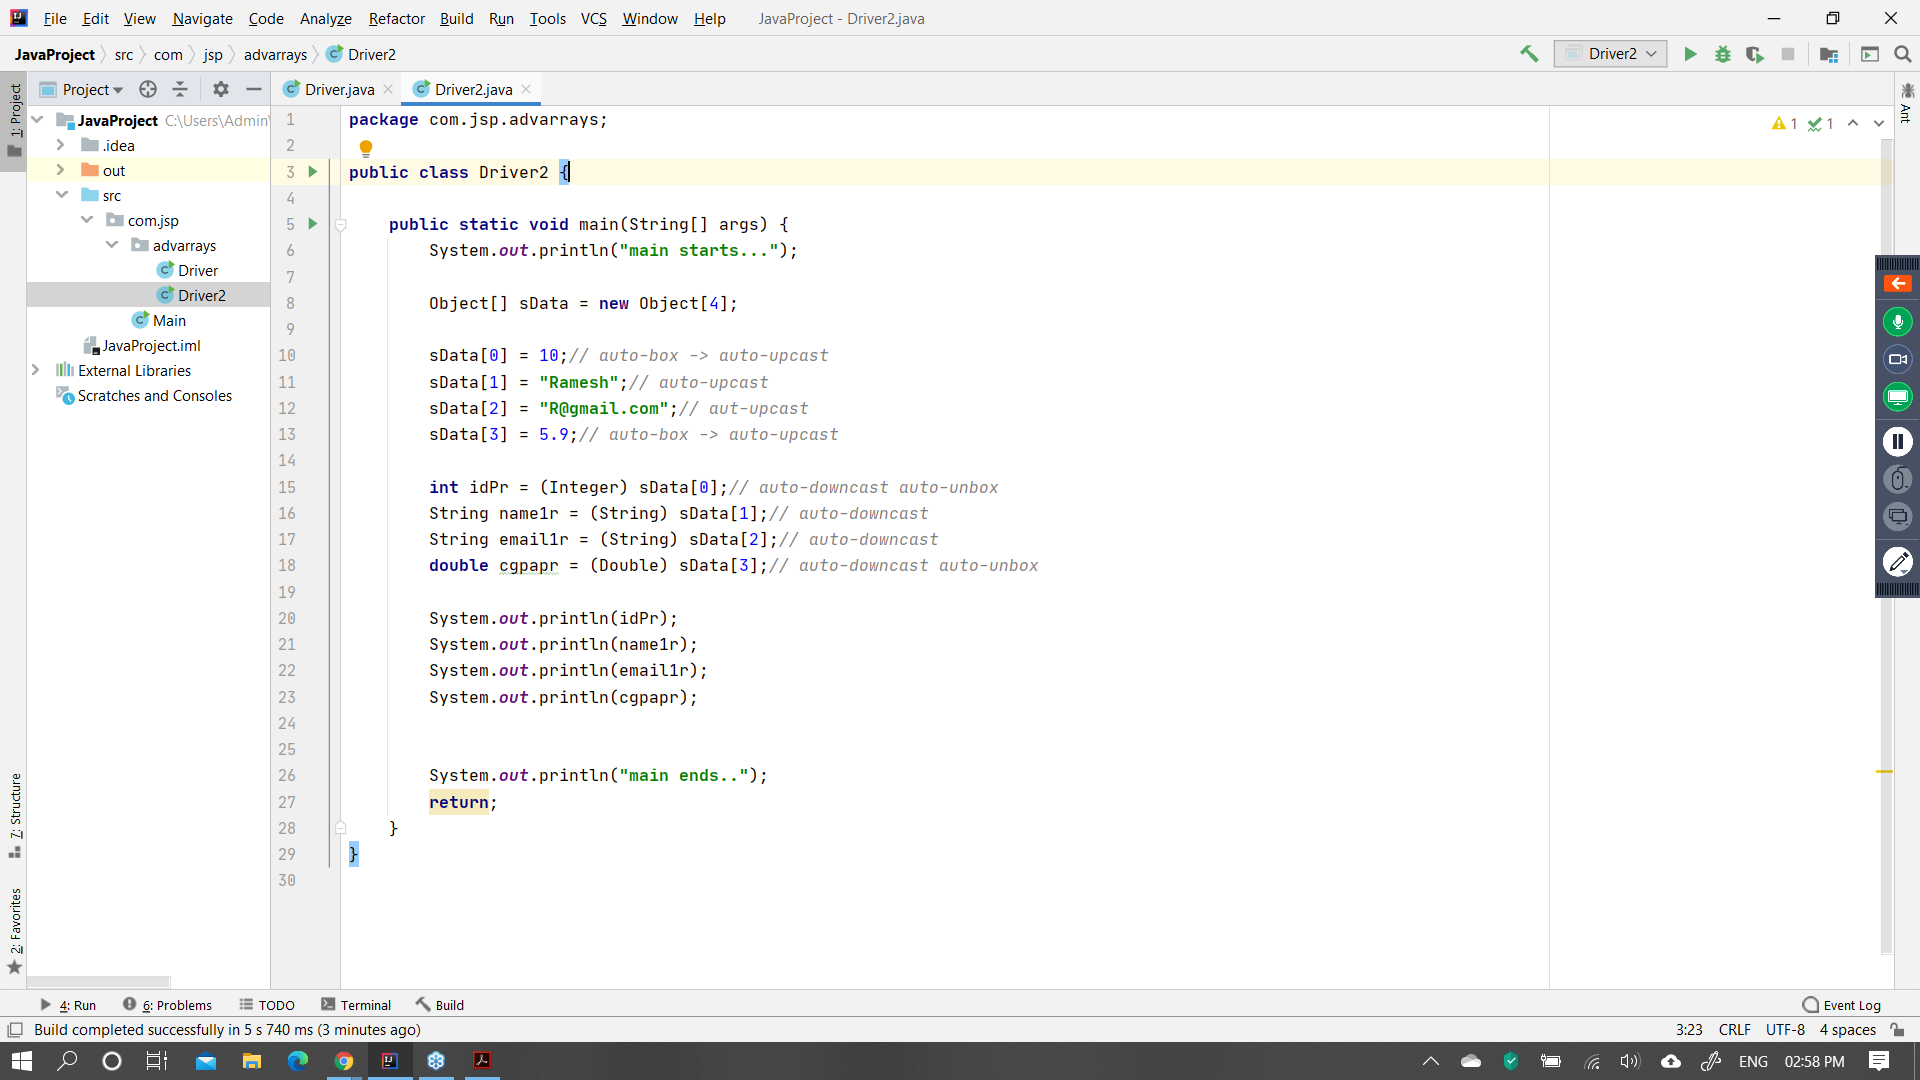 File Edit View Navigate Code Analyze Refactor Build Run Tools VCS Window Help JavaProject - Driver2.java
JavaProject src com jsp advarrays Driver2
Driver2
1: Project
Project
Driver.java
Driver2.java
Ant
JavaProject C:\Users\Admin\
.idea
out
src
com.jsp
advarrays
Driver
Driver2
Main
JavaProject.iml
External Libraries
Scratches and Consoles
1 1
1 package com.jsp.advarrays;
2
3 public class Driver2 {
4
5 public static void main(String[] args) {
6 System.out.println("main starts...");
7
8 Object[] sData = new Object[4];
9
10 sData[0] = 10;// auto-box -> auto-upcast
11 sData[1] = "Ramesh";// auto-upcast
12 sData[2] = "R@gmail.com";// aut-upcast
13 sData[3] = 5.9;// auto-box -> auto-upcast
14
15 int idPr = (Integer) sData[0];// auto-downcast auto-unbox
16 String name1r = (String) sData[1];// auto-downcast
17 String email1r = (String) sData[2];// auto-downcast
18 double cgpapr = (Double) sData[3];// auto-downcast auto-unbox
19
20 System.out.println(idPr);
21 System.out.println(name1r);
22 System.out.println(email1r);
23 System.out.println(cgpapr);
24
25
26 System.out.println("main ends..");
27 return;
28 }
29 }
30
7: Structure
2: Favorites
4: Run 6: Problems TODO Terminal Build Event Log
Build completed successfully in 5 s 740 ms (3 minutes ago) 3:23 CRLF UTF-8 4 spaces
ENG 02:58 PM